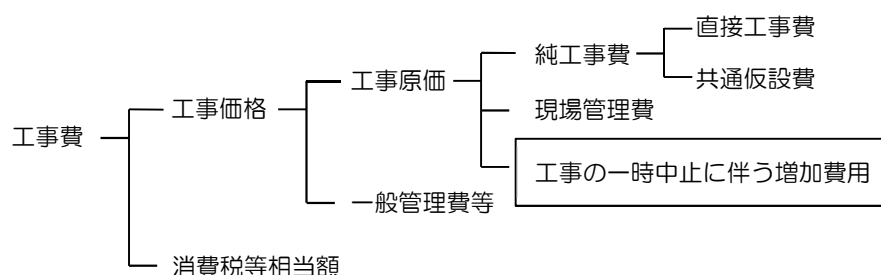 直接工事費
純工事費
共通仮設費
工事原価
工事価格
現場管理費
工事費
工事の一時中止に伴う増加費用
一般管理費等
消費税等相当額